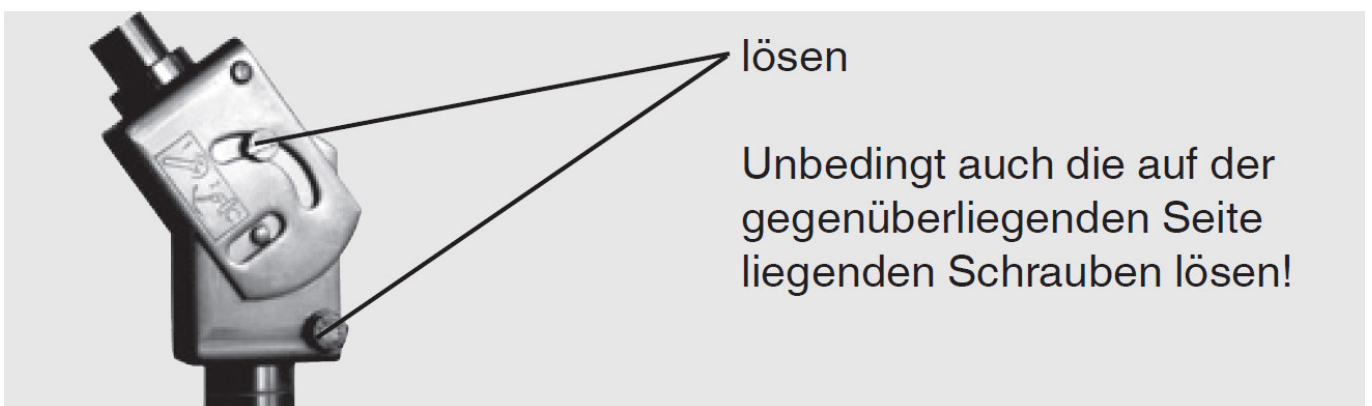 lösen
Unbedingt auch die auf der
gegenüberliegenden Seite
liegenden Schrauben lösen!